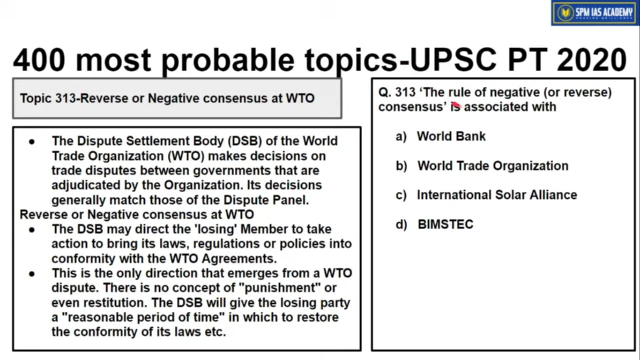 SPM IAS ACADEMY
400 most probable topics-UPSC PT 2020
Topic 313-Reverse or Negative consensus at WTO
● The Dispute Settlement Body (DSB) of the World
Trade Organization (WTO) makes decisions on
trade disputes between governments that are
adjudicated by the Organization. Its decisions
generally match those of the Dispute Panel.
Reverse or Negative consensus at WTO
● The DSB may direct the 'losing' Member to take
action to bring its laws, regulations or policies into
conformity with the WTO Agreements.
● This is the only direction that emerges from a WTO
dispute. There is no concept of "punishment" or
even restitution. The DSB will give the losing party
a "reasonable period of time" in which to restore
the conformity of its laws etc.
Q. 313 'The rule of negative (or reverse)
consensus' is associated with
a) World Bank
b) World Trade Organization
c) International Solar Alliance
d) BIMSTEC